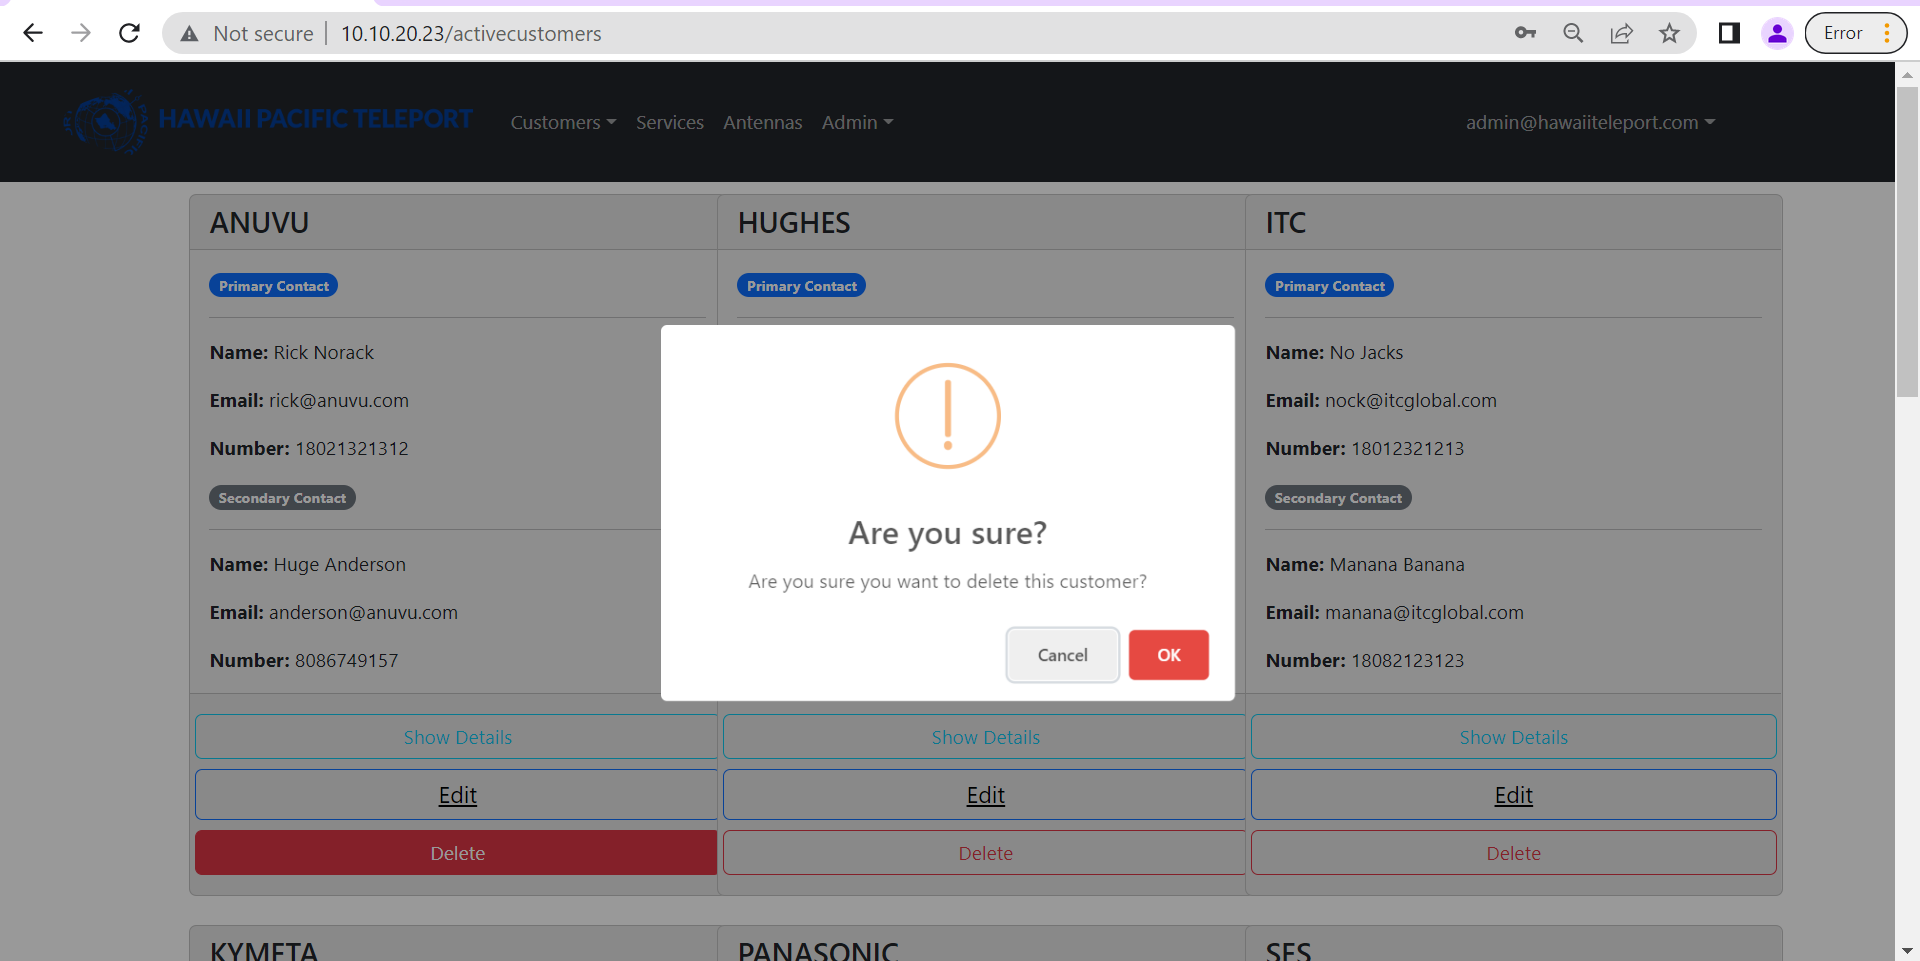 Not secure
10.10.20.23/activecustomers
Error
HAWAII PACIFIC TELEPORT
Customers
Services
Antennas
Admin
admin@hawaiiteleport.com
ANUVU
Primary Contact
Name: Rick Norack
Email: rick@anuvu.com
Number: 18021321312
Secondary Contact
Name: Huge Anderson
Email: anderson@anuvu.com
Number: 8086749157
Show Details
Edit
Delete
HUGHES
Primary Contact
Show Details
Edit
Delete
ITC
Primary Contact
Name: No Jacks
Email: nock@itcglobal.com
Number: 18012321213
Secondary Contact
Name: Manana Banana
Email: manana@itcglobal.com
Number: 18082123123
Show Details
Edit
Delete
Are you sure?
Are you sure you want to delete this customer?
Cancel
OK
KYMETA
PANASONIC
SES